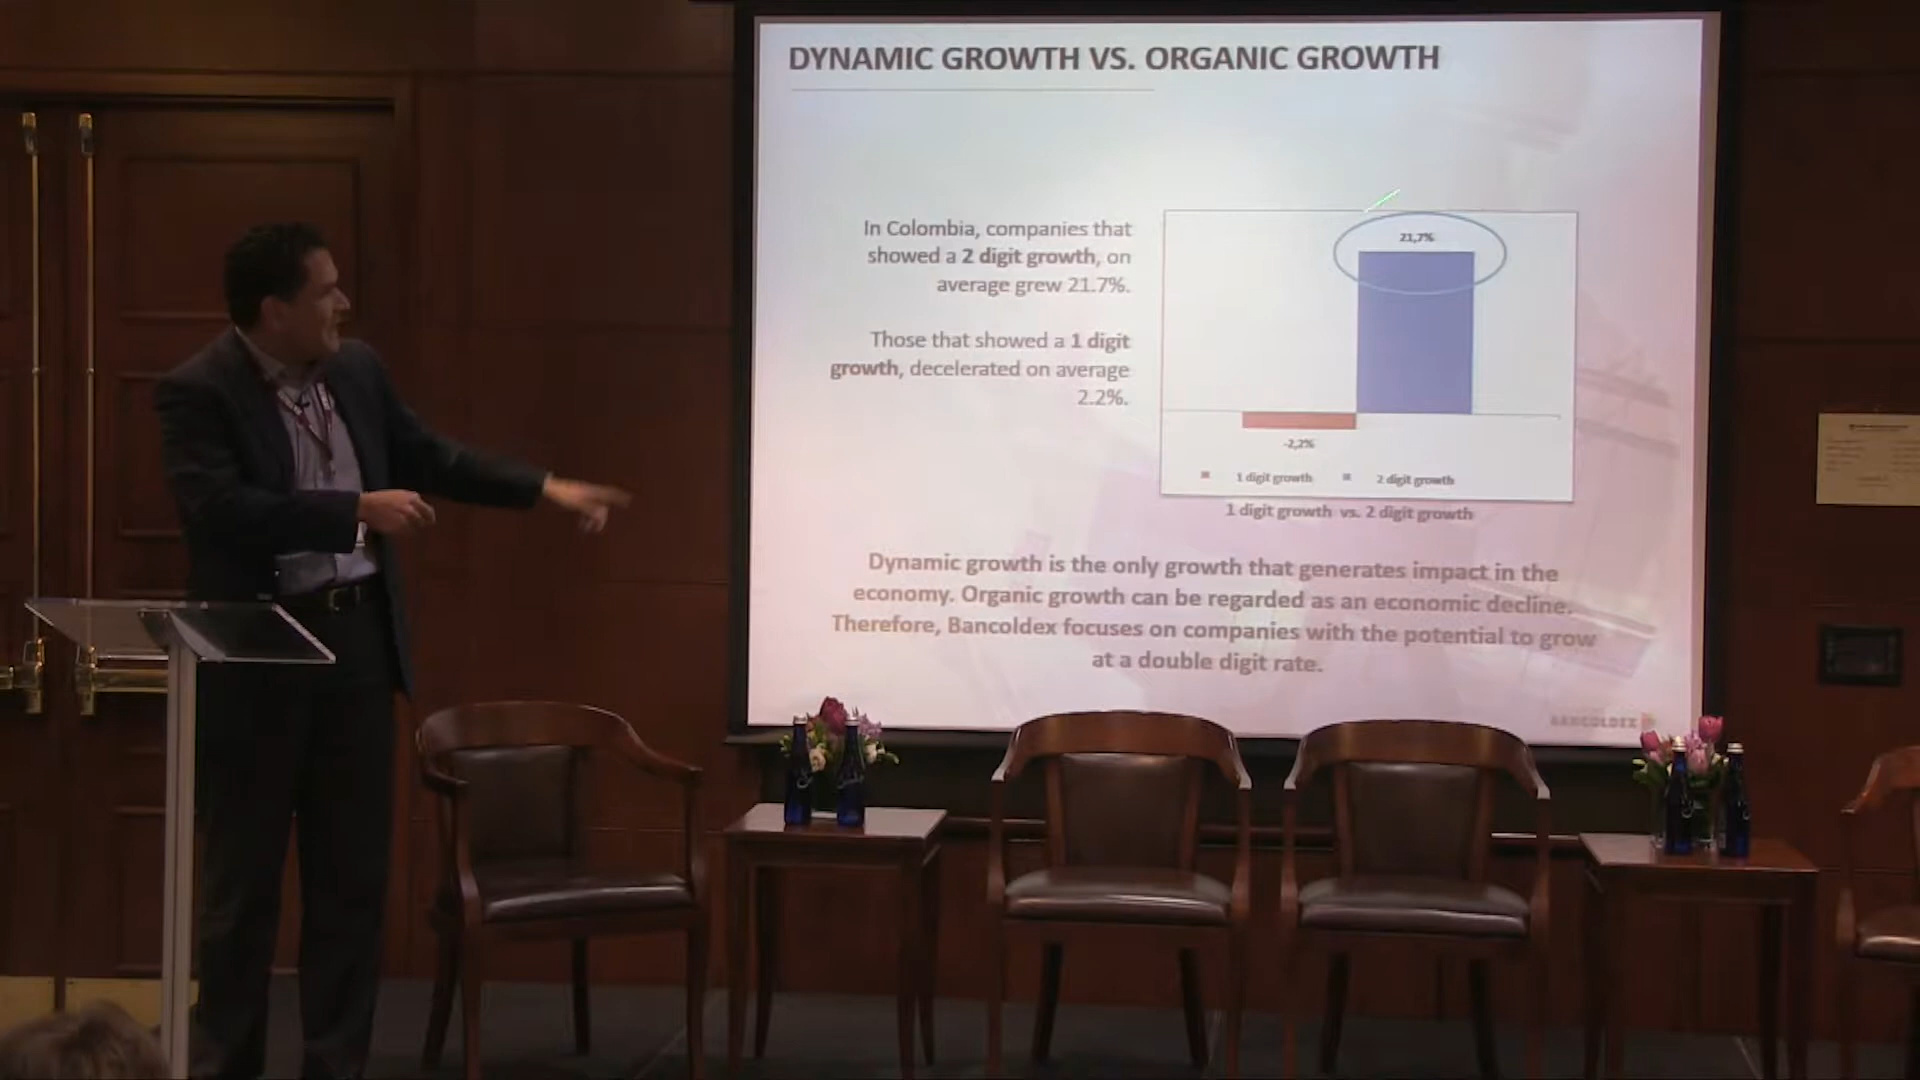 DYNAMIC GROWTH VS. ORGANIC GROWTH
In Colombia, companies that
showed a 2 digit growth, on
average grew 21.7%.
Those that showed a 1 digit
growth, decelerated on average
2.2%.
21,7%
-2,2%
1 digit growth 2 digit growth
1 digit growth vs. 2 digit growth
Dynamic growth is the only growth that generates impact in the
economy. Organic growth can be regarded as an economic decline.
Therefore, Bancoldex focuses on companies with the potential to grow
at a double digit rate.
BANCOLDEX